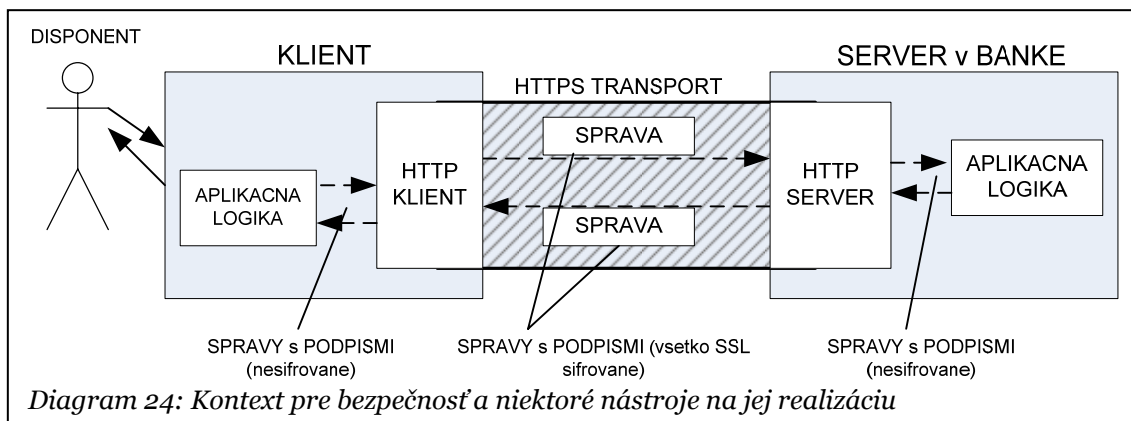 DISPONENT
KLIENT
SERVER v BANKE
HTTPS TRANSPORT
SPRAVA
HTTP
KLIENT
APLIKACNA
LOGIKA
SPRAVA
HTTP
SERVER
APLIKACNA
LOGIKA
SPRAVY s PODPISMI
(nesifrovane)
SPRAVY s PODPISMI (vsetko SSL
sifrovane)
SPRAVY s PODPISMI
(nesifrovane)
Diagram 24: Kontext pre bezpečnosť a niektoré nástroje na jej realizáciu